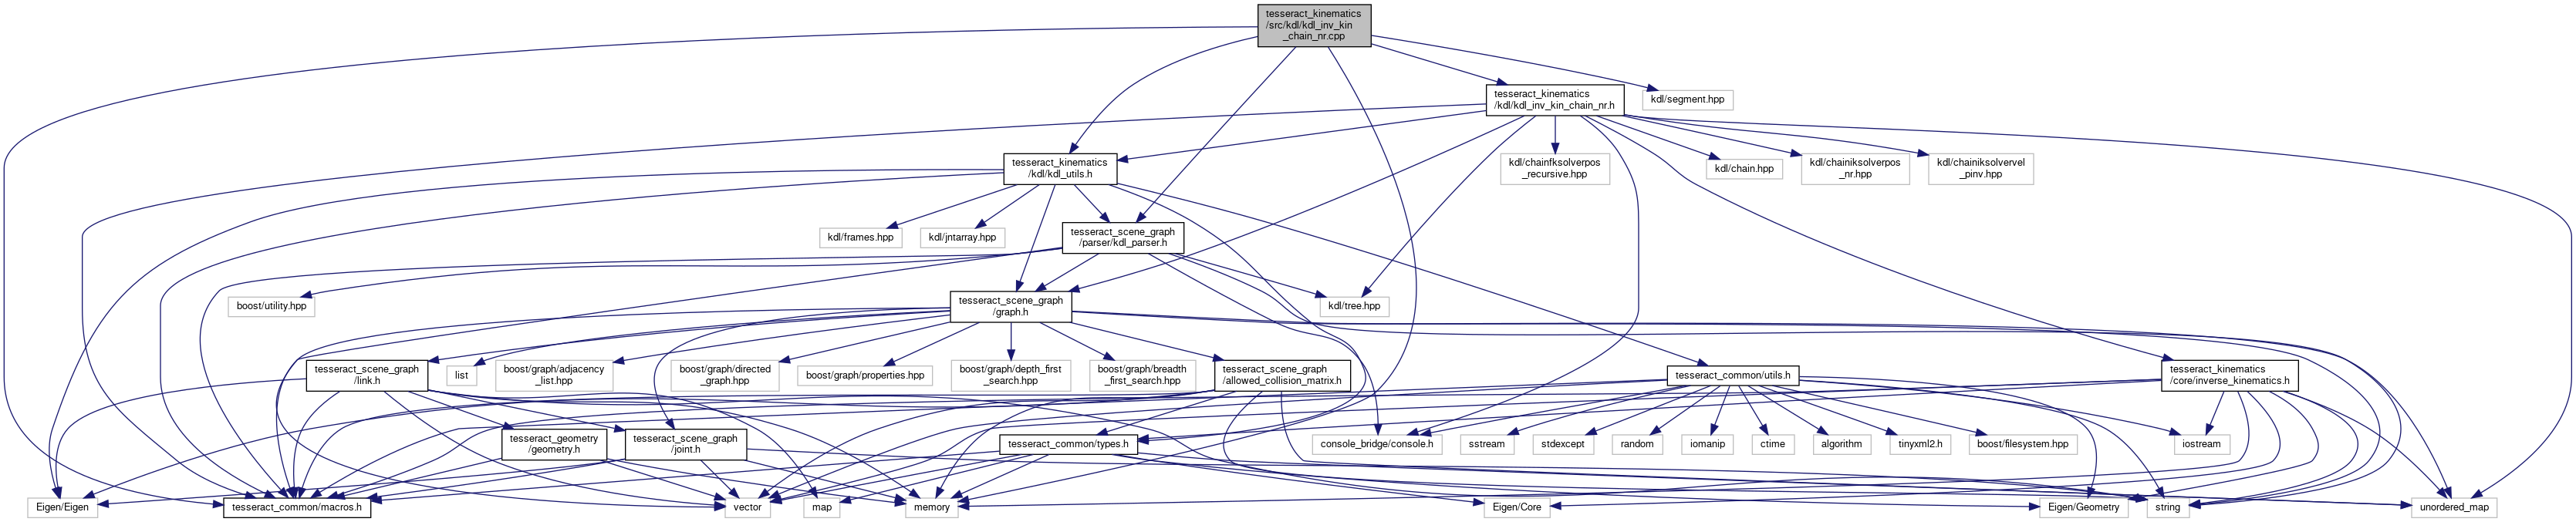 tesseract_kinematics
/src/kdl/kdl_inv_kin
_chain_nr.cpp
tesseract_kinematics
/kdl/kdl_inv_kin_chain_nr.h
kdl/segment.hpp
tesseract_kinematics
/kdl/kdl_utils.h
kdl/chainfksolverpos
_recursive.hpp
kdl/chain.hpp
kdl/chainiksolverpos
_nr.hpp
kdl/chainiksolvervel
_pinv.hpp
kdl/frames.hpp
kdl/jntarray.hpp
tesseract_scene_graph
/parser/kdl_parser.h
boost/utility.hpp
tesseract_scene_graph
/graph.h
kdl/tree.hpp
tesseract_scene_graph
/link.h
list
boost/graph/adjacency
_list.hpp
boost/graph/directed
_graph.hpp
boost/graph/properties.hpp
boost/graph/depth_first
_search.hpp
boost/graph/breadth
_first_search.hpp
tesseract_scene_graph
/allowed_collision_matrix.h
tesseract_common/utils.h
tesseract_kinematics
/core/inverse_kinematics.h
tesseract_geometry
/geometry.h
tesseract_scene_graph
/joint.h
tesseract_common/types.h
console_bridge/console.h
sstream
stdexcept
random
iomanip
ctime
algorithm
tinyxml2.h
boost/filesystem.hpp
iostream
Eigen/Eigen
tesseract_common/macros.h
vector
map
memory
Eigen/Core
Eigen/Geometry
string
unordered_map